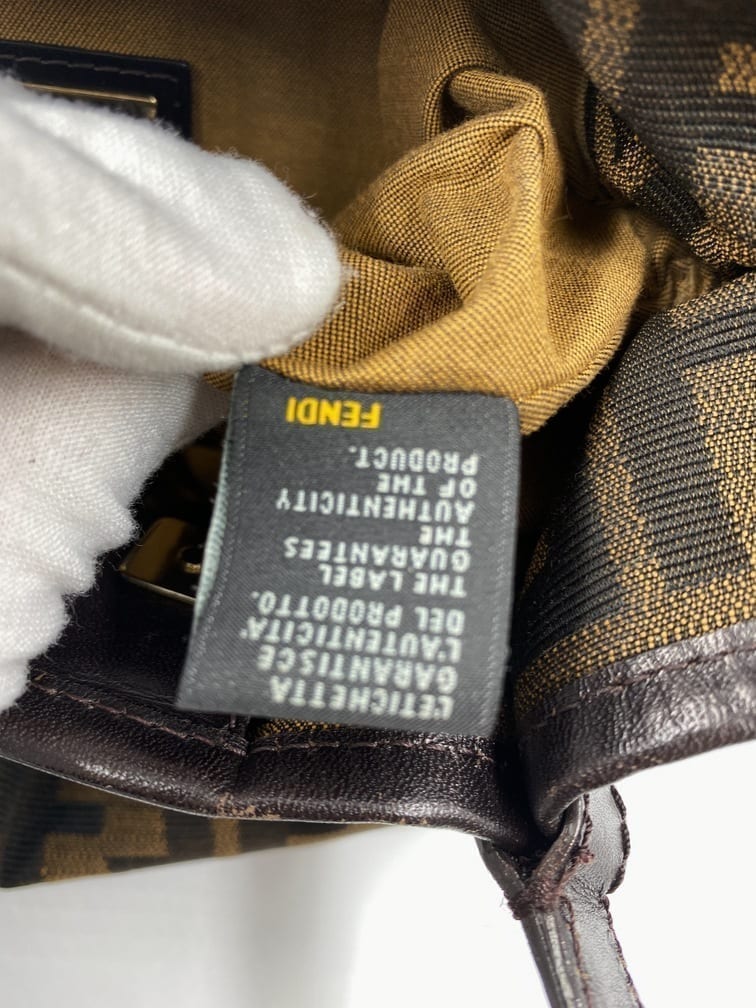 L'ETICHETTA
GARANTISCE
L'AUTENTICITA'
DEL PRODOTTO.
THE LABEL
GUARANTEES
THE
AUTHENTICITY
OF THE
PRODUCT.
FENDI